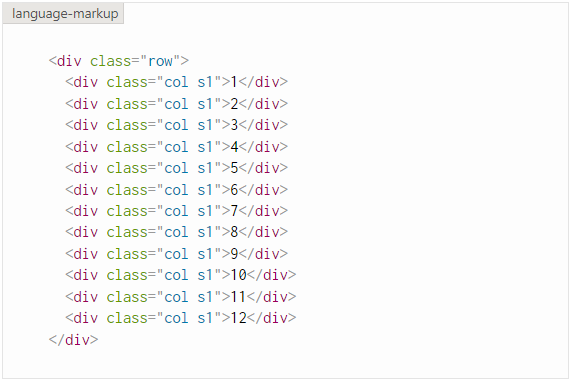 language-markup
<div class="row">
  <div class="col s1">1</div>
  <div class="col s1">2</div>
  <div class="col s1">3</div>
  <div class="col s1">4</div>
  <div class="col s1">5</div>
  <div class="col s1">6</div>
  <div class="col s1">7</div>
  <div class="col s1">8</div>
  <div class="col s1">9</div>
  <div class="col s1">10</div>
  <div class="col s1">11</div>
  <div class="col s1">12</div>
</div>